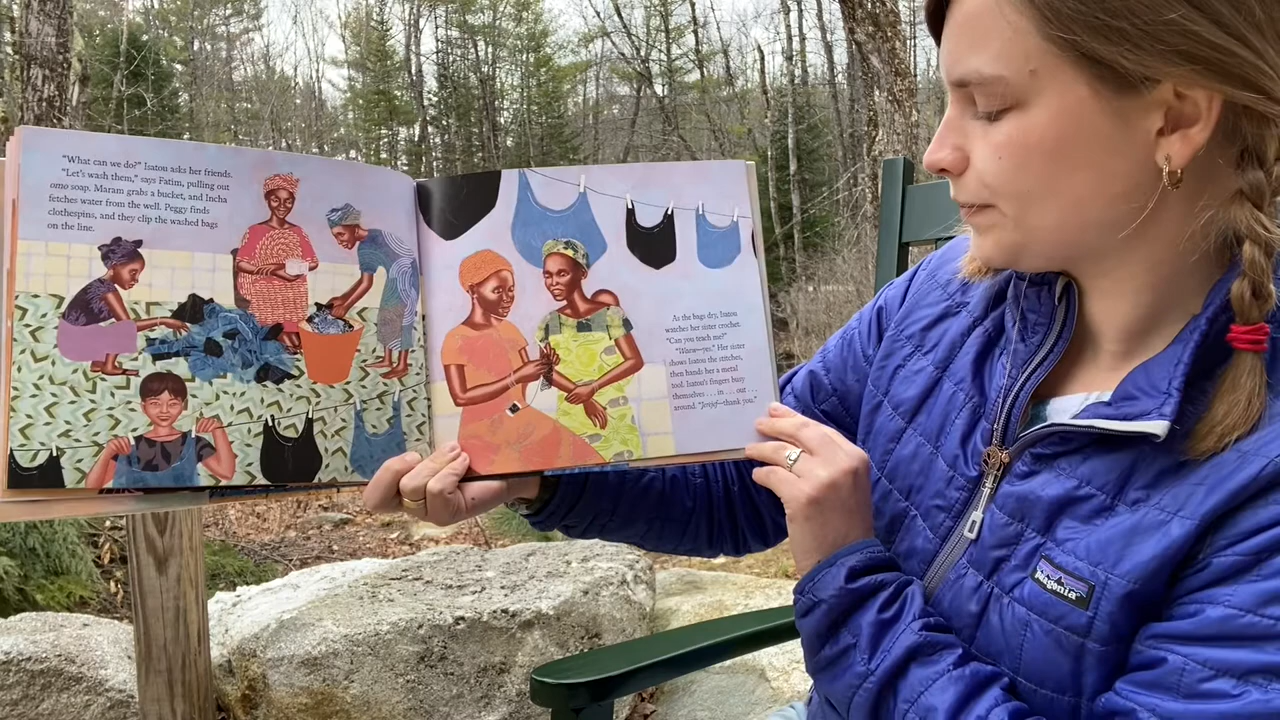 “What can we do?” Isatou asks her friends.
“Let’s wash them,” says Fatim, pulling out
omo soap. Maram grabs a bucket, and Incha
fetches water from the well. Peggy finds
clothespins, and they clip the washed bags
on the line.
As the bags dry, Isatou
watches her sister crochet.
“Can you teach me?”
“Waaw—yes.” Her sister
shows Isatou the stitches,
then hands her a metal
tool. Isatou’s fingers busy
themselves . . . in . . . out . . .
around. “Jerejef—thank you.”
patagonia